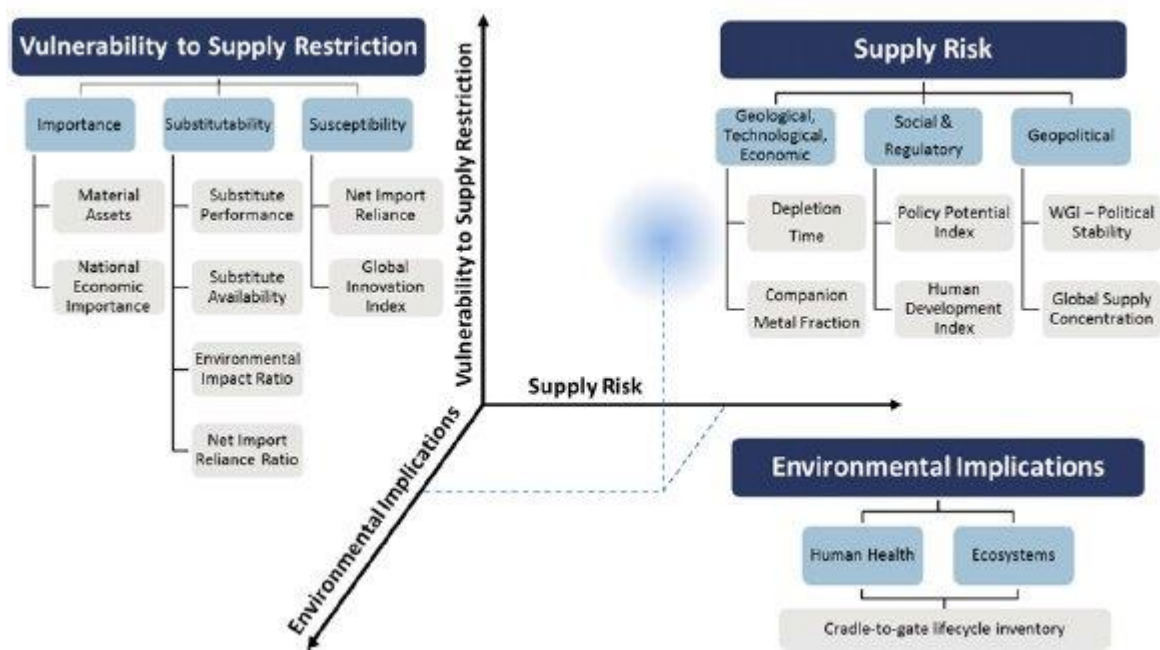 Vulnerability to Supply Restriction
Importance
Substitutability
Susceptibility
Material
Assets
National
Economic
Importance
Substitute
Performance
Substitute
Availability
Environmental
Impact Ratio
Net Import
Reliance Ratio
Net Import
Reliance
Global
Innovation
Index
Vulnerability to Supply Restriction
Supply Risk
Environmental Implications
Supply Risk
Geological,
Technological,
Economic
Social &
Regulatory
Geopolitical
Depletion
Time
Companion
Metal Fraction
Policy Potential
Index
Human
Development
Index
WGI – Political
Stability
Global Supply
Concentration
Environmental Implications
Human Health
Ecosystems
Cradle-to-gate lifecycle inventory